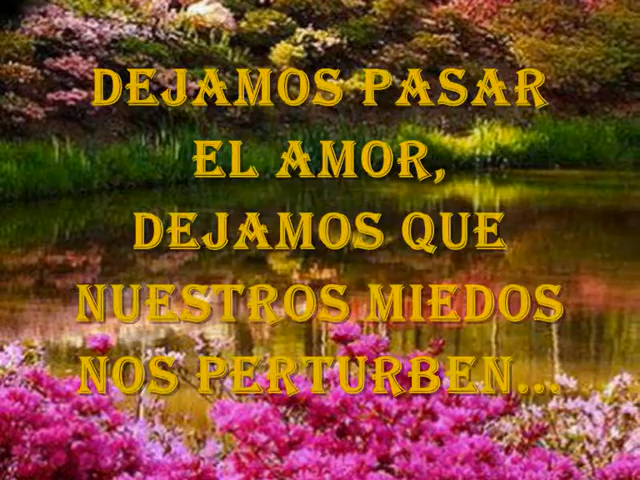 DEJAMOS PASAR
EL AMOR,
DEJAMOS QUE
NUESTROS MIEDOS
NOS PERTURBEN...